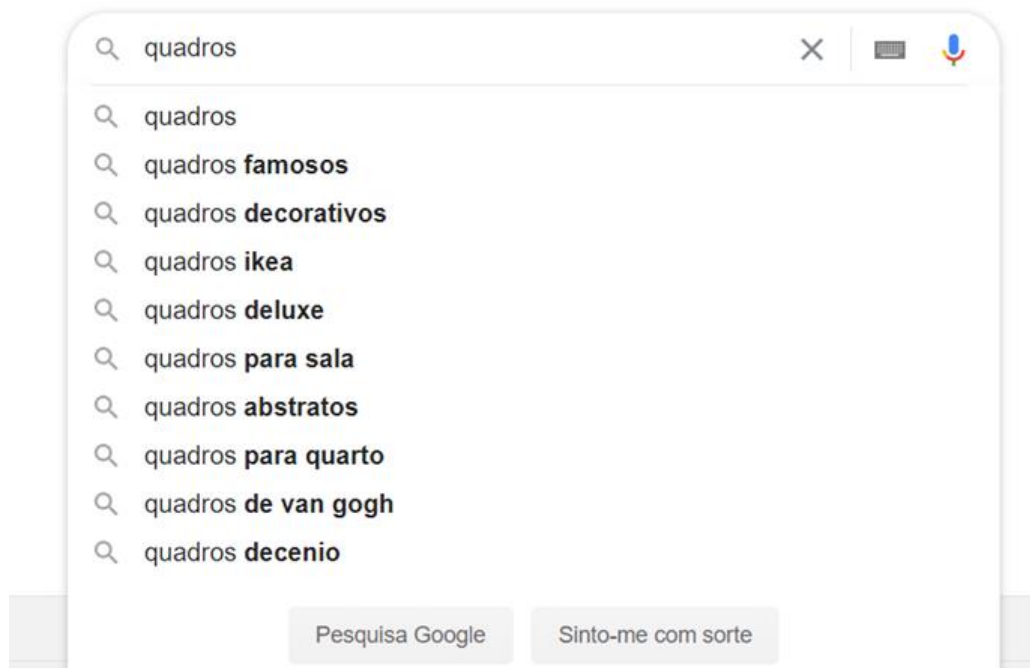 quadros
quadros
quadros famosos
quadros decorativos
quadros ikea
quadros deluxe
quadros para sala
quadros abstratos
quadros para quarto
quadros de van gogh
quadros decenio
Pesquisa Google Sinto-me com sorte